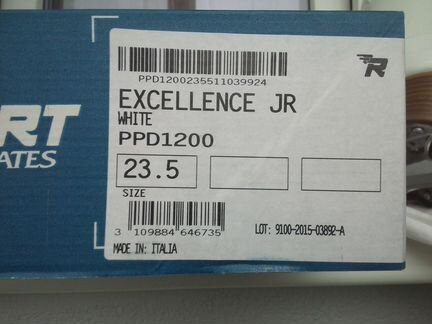 PPD1200235511039924
R
EXCELLENCE JR
WHITE
PPD1200
23.5
SIZE
3 109884 646735
LOT: 9100-2015-03892-A
MADE IN: ITALIA
RT
ATES